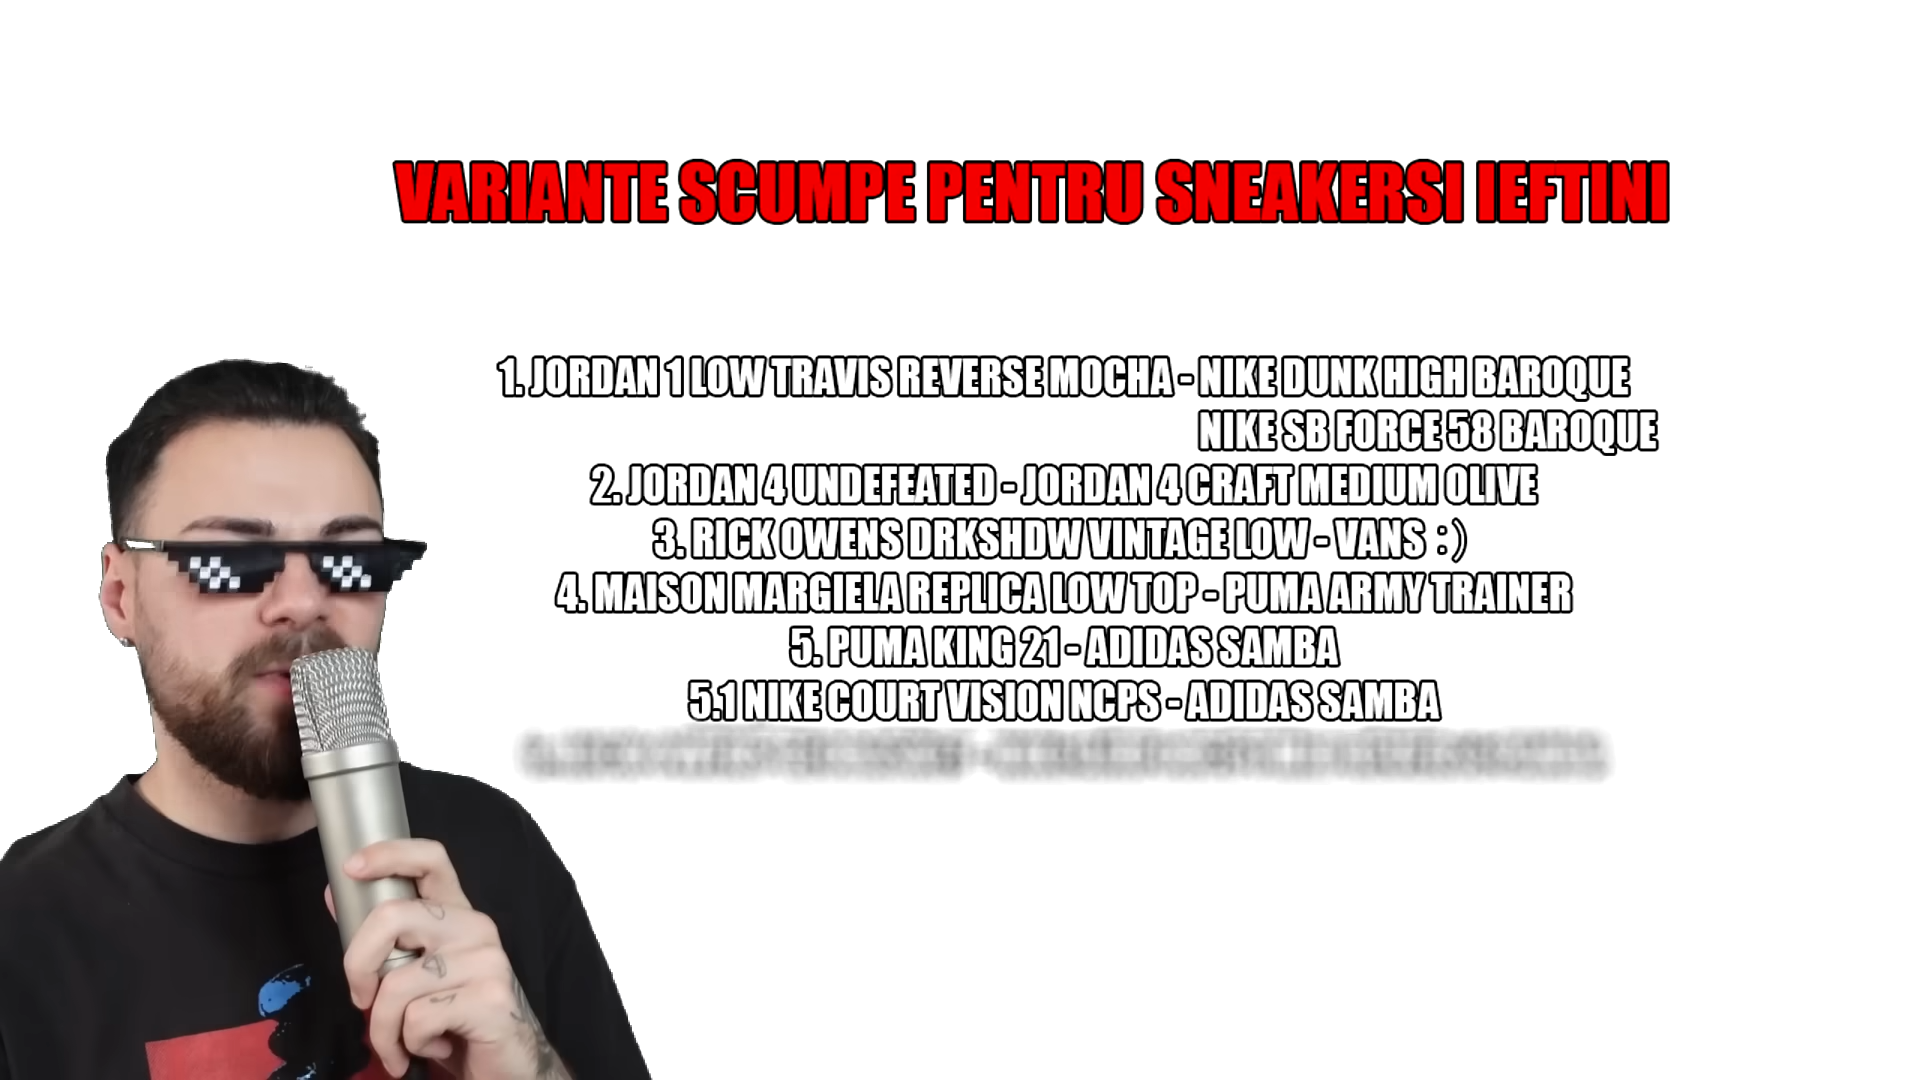 VARIANTE SCUMPE PENTRU SNEAKERSI IEFTINI
1. JORDAN 1 LOW TRAVIS REVERSE MOCHA - NIKE DUNK HIGH BAROQUE
NIKE SB FORCE 58 BAROQUE
2. JORDAN 4 UNDEFEATED - JORDAN 4 CRAFT MEDIUM OLIVE
3. RICK OWENS DRKSHDW VINTAGE LOW - VANS :)
4. MAISON MARGIELA REPLICA LOW TOP - PUMA ARMY TRAINER
5. PUMA KING 21 - ADIDAS SAMBA
5.1 NIKE COURT VISION NCPS - ADIDAS SAMBA